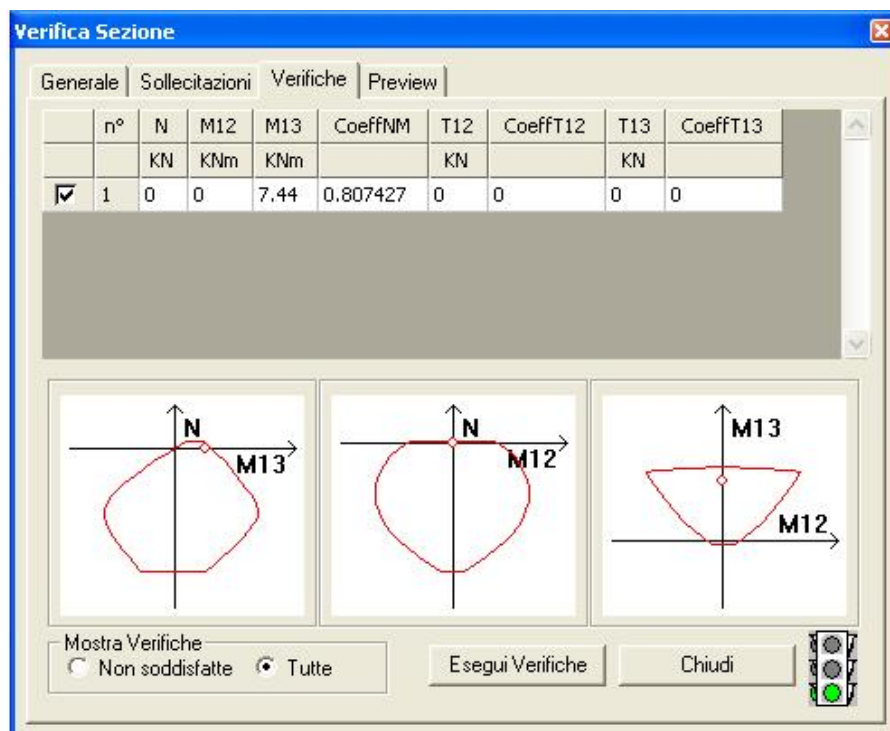 Verifica Sezione
Generale Sollecitazioni Verifiche Preview
n° N M12 M13 CoeffNM T12 CoeffT12 T13 CoeffT13
KN KNm KNm KN KN
1 0 0 7.44 0.807427 0 0 0 0
N M13
N M12
M13 M12
Mostra Verifiche
Non soddisfatte Tutte Esegui Verifiche Chiudi